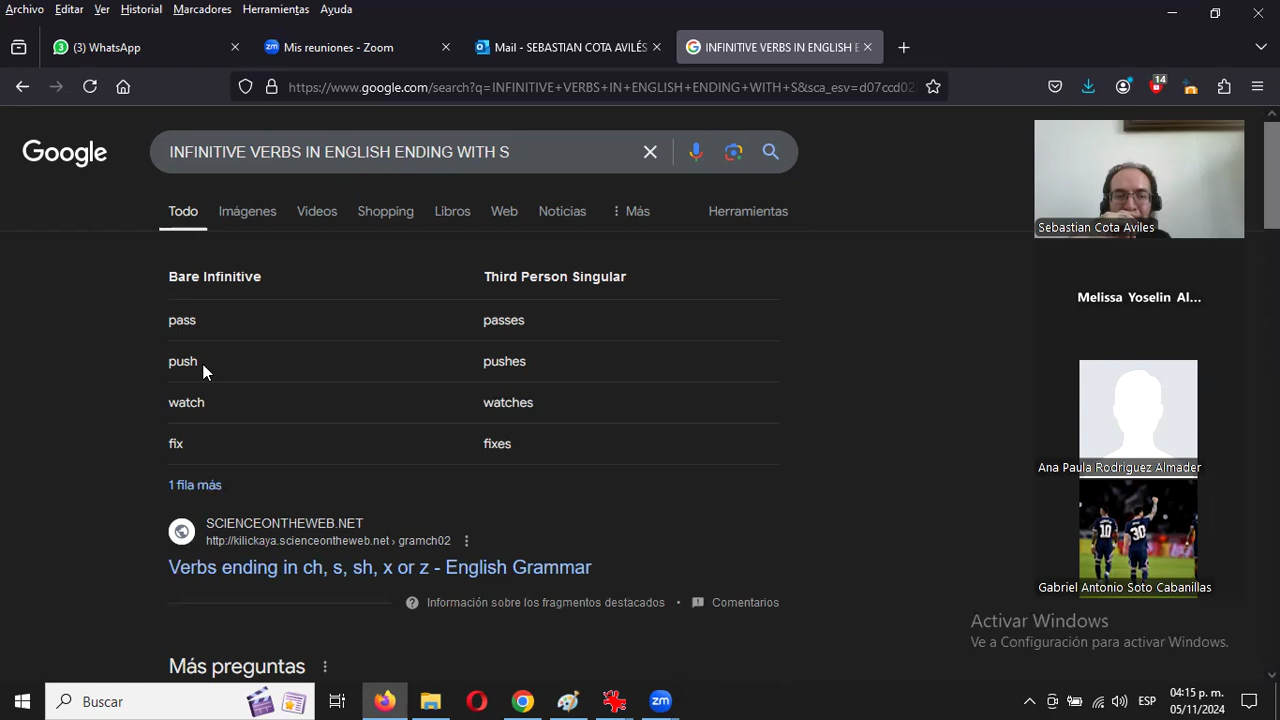 Archivo Editar Ver Historial Marcadores Herramientas Ayuda
(3) WhatsApp
Mis reuniones - Zoom
Mail - SEBASTIAN COTA AVILÉS
INFINITIVE VERBS IN ENGLISH E
https://www.google.com/search?q=INFINITIVE+VERBS+IN+ENGLISH+ENDING+WITH+S&sca_esv=d07ccd02
14
Google
INFINITIVE VERBS IN ENGLISH ENDING WITH S
Todo Imágenes Videos Shopping Libros Web Noticias Más Herramientas
Sebastian Cota Aviles
Bare Infinitive Third Person Singular
Melissa Yoselin Al...
pass passes
push pushes
watch watches
fix fixes
Ana Paula Rodriguez Almader
1 fila más
SCIENCEONTHEWEB.NET
http://kilickaya.scienceontheweb.net › gramch02
10
30
Verbs ending in ch, s, sh, x or z - English Grammar
Gabriel Antonio Soto Cabanillas
Información sobre los fragmentos destacados • Comentarios
Activar Windows
Ve a Configuración para activar Windows.
Más preguntas
Buscar
zm
ESP
04:15 p. m.
05/11/2024